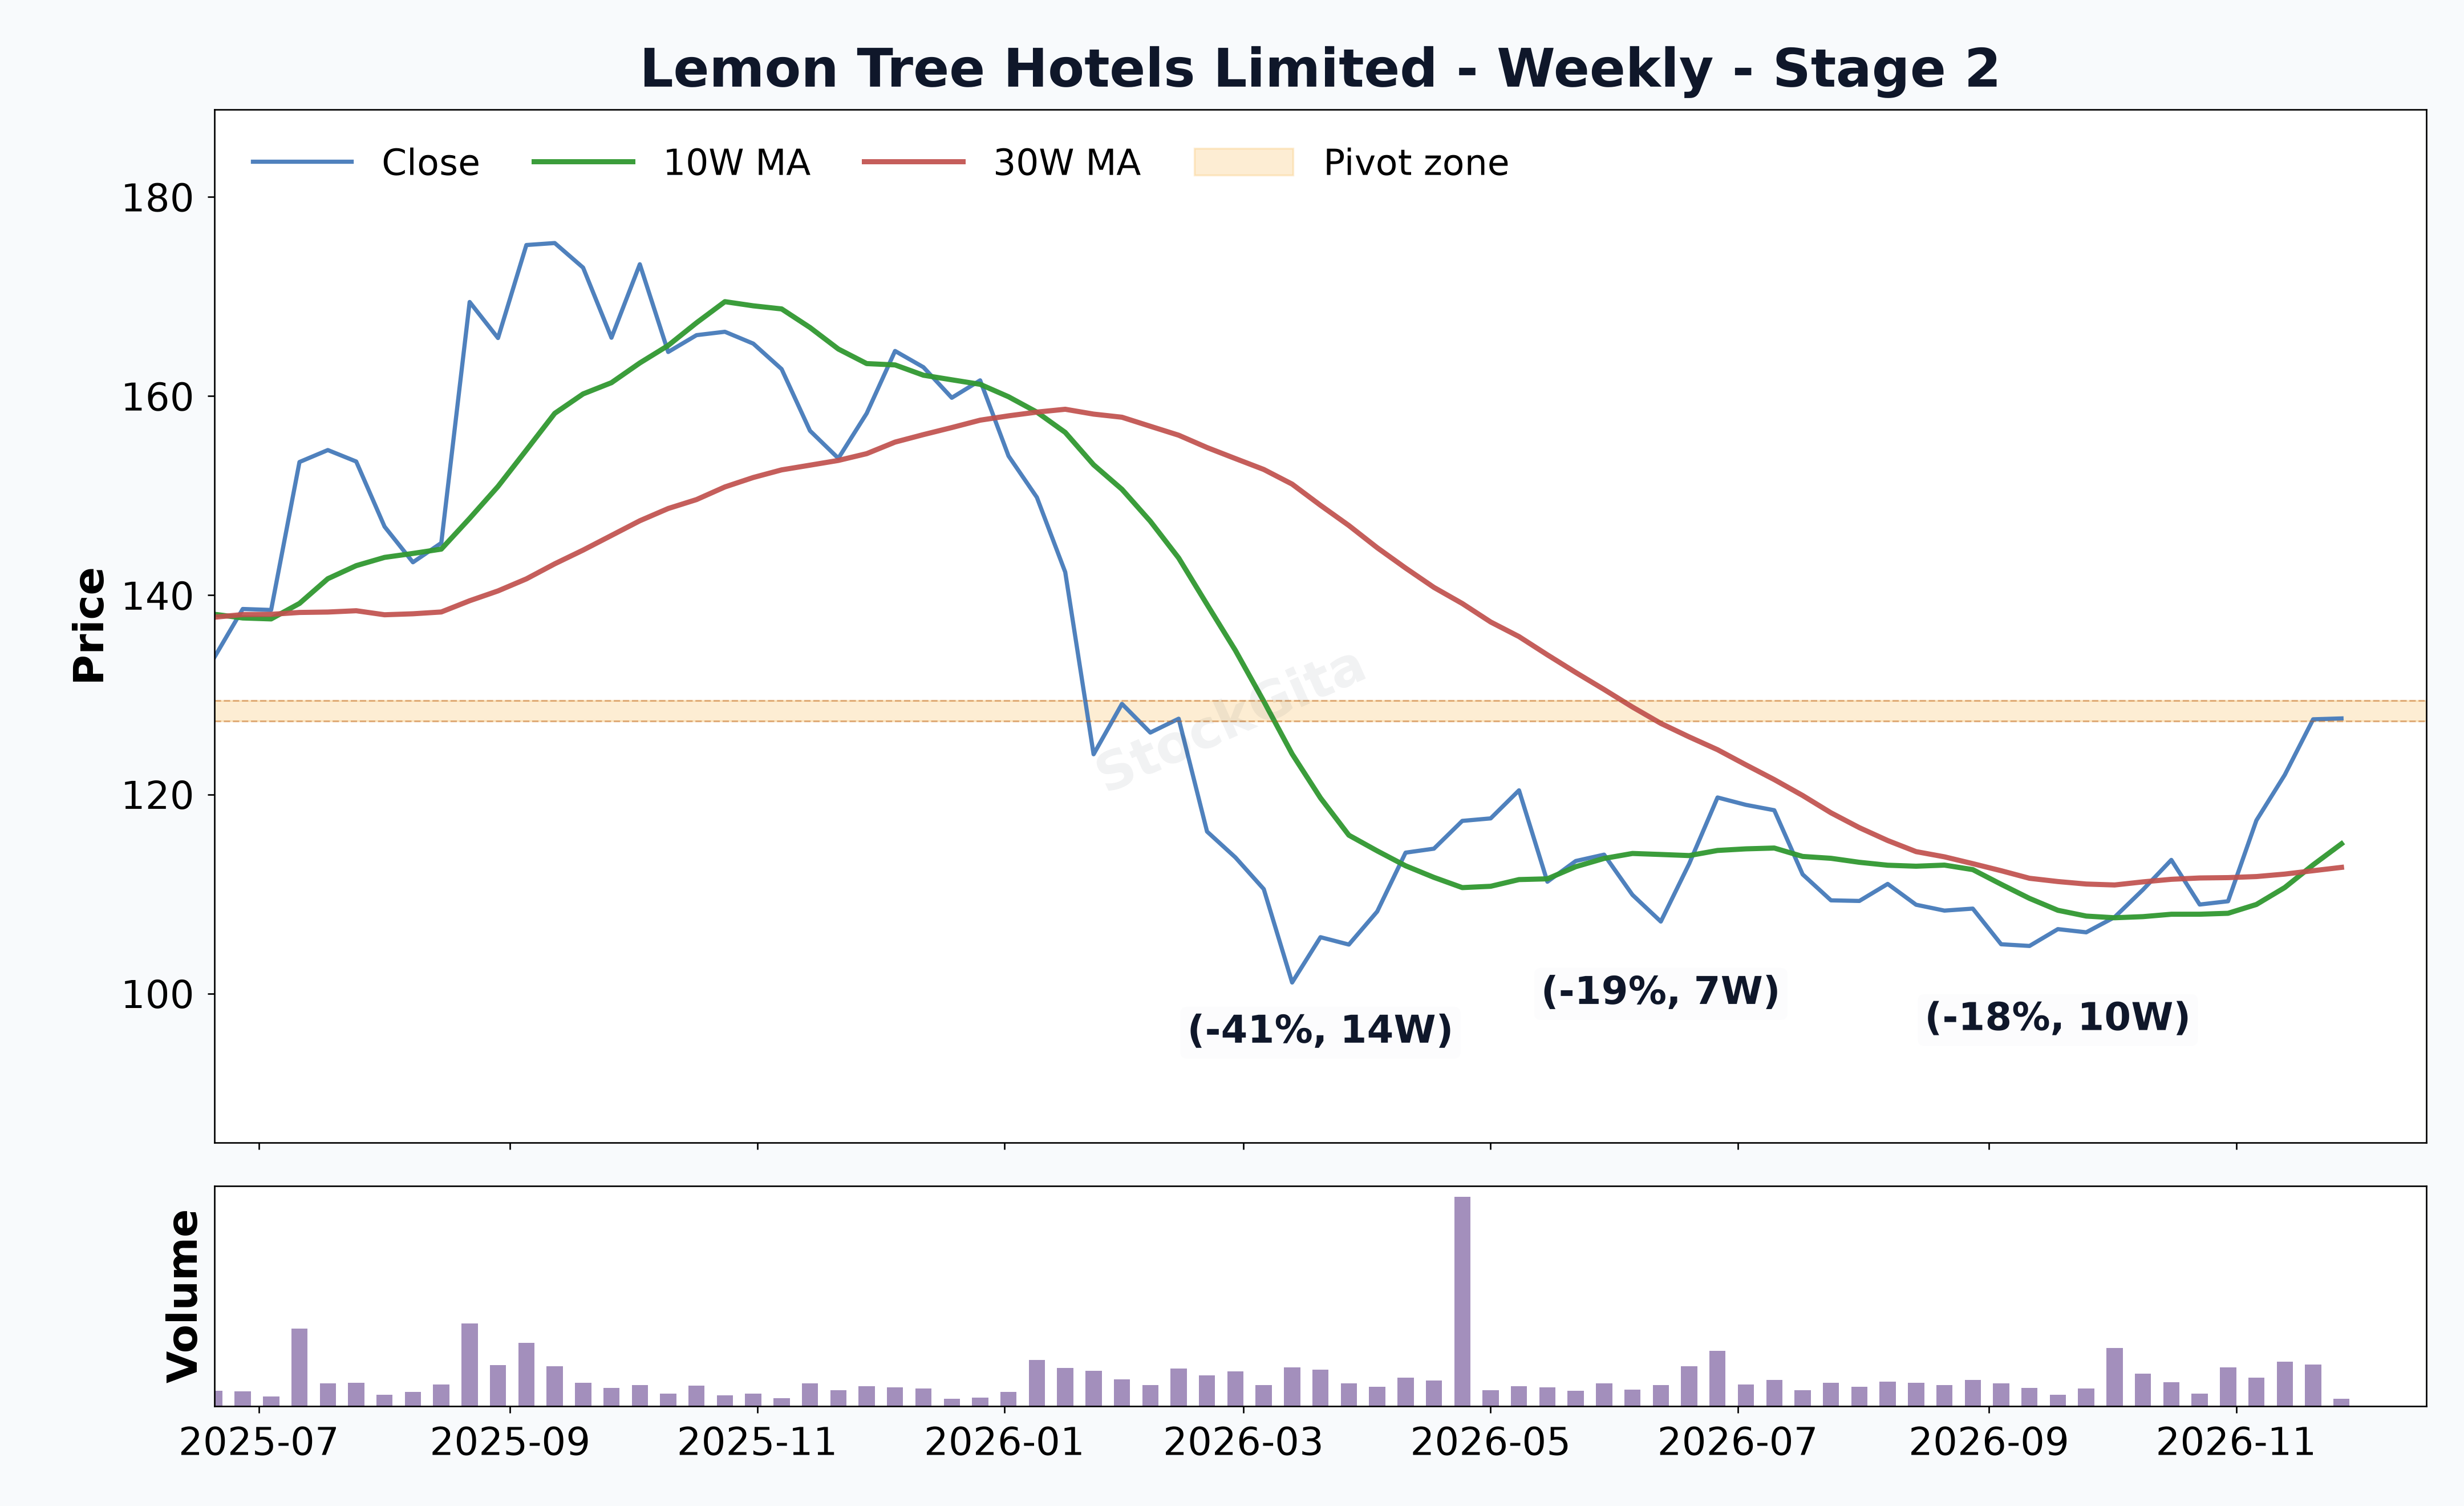 Lemon Tree Hotels Limited - Weekly - Stage 2
Close
10W MA
30W MA
Pivot zone
Price
180
160
140
120
100
StockGita
(-41%, 14W)
(-19%, 7W)
(-18%, 10W)
Volume
2025-07
2025-09
2025-11
2026-01
2026-03
2026-05
2026-07
2026-09
2026-11